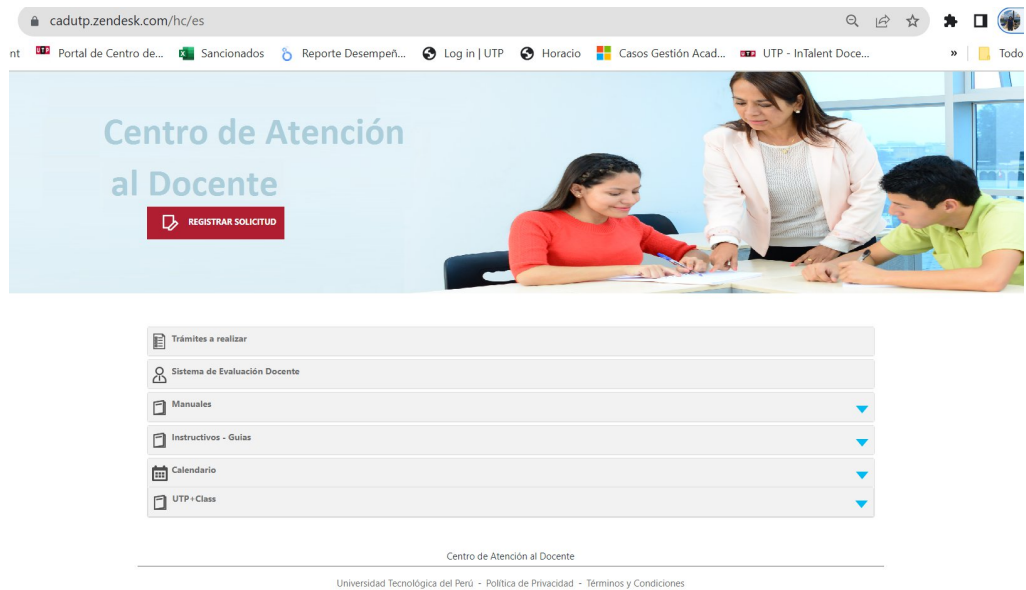 cadutp.zendesk.com/hc/es
nt Portal de Centro de... Sancionados Reporte Desempeñ... Log in | UTP Horacio Casos Gestión Acad... UTP - InTalent Doce... » Todo
Centro de Atención
al Docente
REGISTRAR SOLICITUD
Trámites a realizar
Sistema de Evaluación Docente
Manuales
Instructivos - Guias
Calendario
UTP+Class
Centro de Atención al Docente
Universidad Tecnológica del Perú - Política de Privacidad - Términos y Condiciones